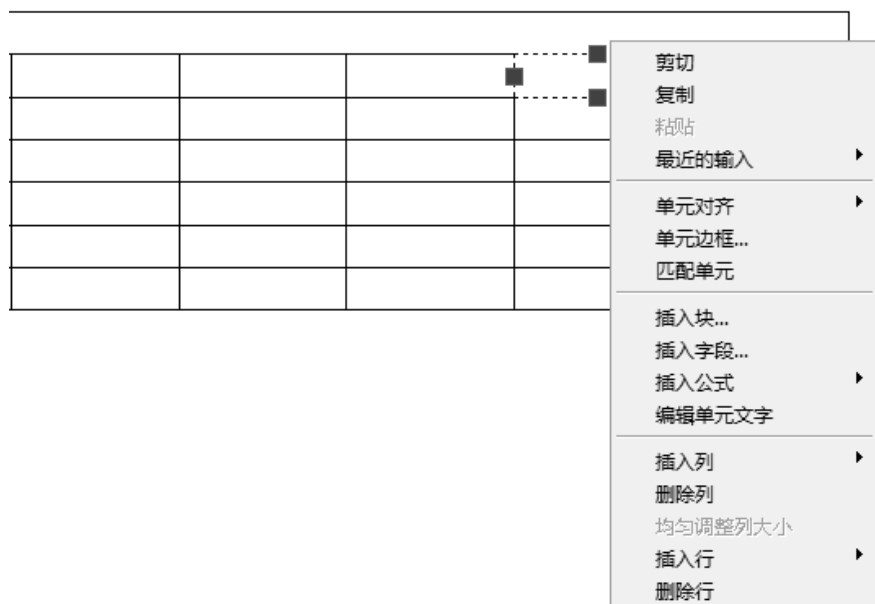 剪切
复制
粘贴
最近的输入
单元对齐
单元边框...
匹配单元
插入块...
插入字段...
插入公式
编辑单元文字
插入列
删除列
均匀调整列大小
插入行
删除行